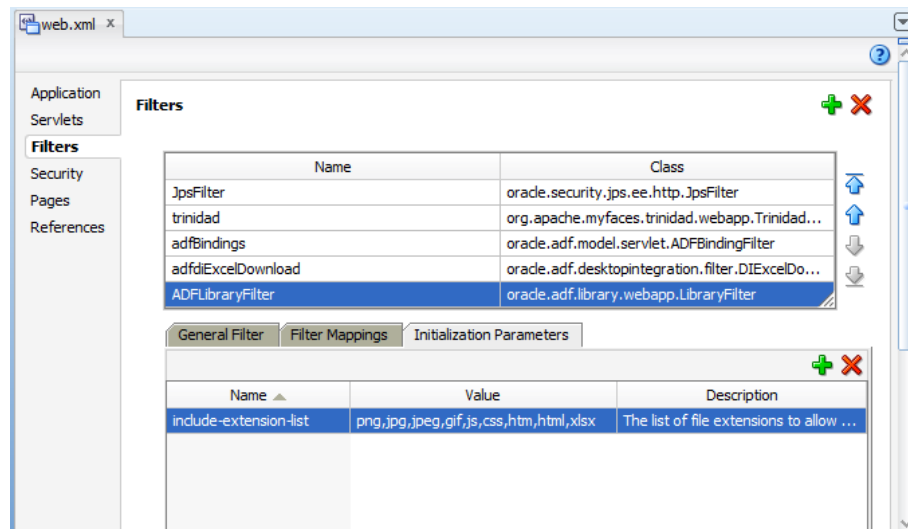 web.xml x
Application
Servlets
Filters
Security
Pages
References
Filters
Name Class
JpsFilter oracle.security.jps.ee.http.JpsFilter
trinidad org.apache.myfaces.trinidad.webapp.Trinidad...
adfBindings oracle.adf.model.servlet.ADFBindingFilter
adfdiExcelDownload oracle.adf.desktopintegration.filter.DIExcelDo...
ADFLibraryFilter oracle.adf.library.webapp.LibraryFilter
General Filter Filter Mappings Initialization Parameters
Name Value Description
include-extension-list png,jpg,jpeg,gif,js,css,htm,html,xlsx The list of file extensions to allow ...